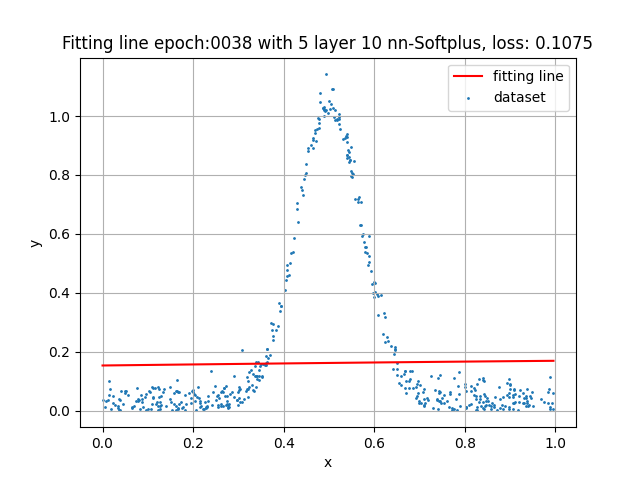 Fitting line epoch:0038 with 5 layer 10 nn-Softplus, loss: 0.1075
fitting line
dataset
1.0
0.8
0.6
0.4
0.2
0.0
y
0.0 0.2 0.4 0.6 0.8 1.0
x